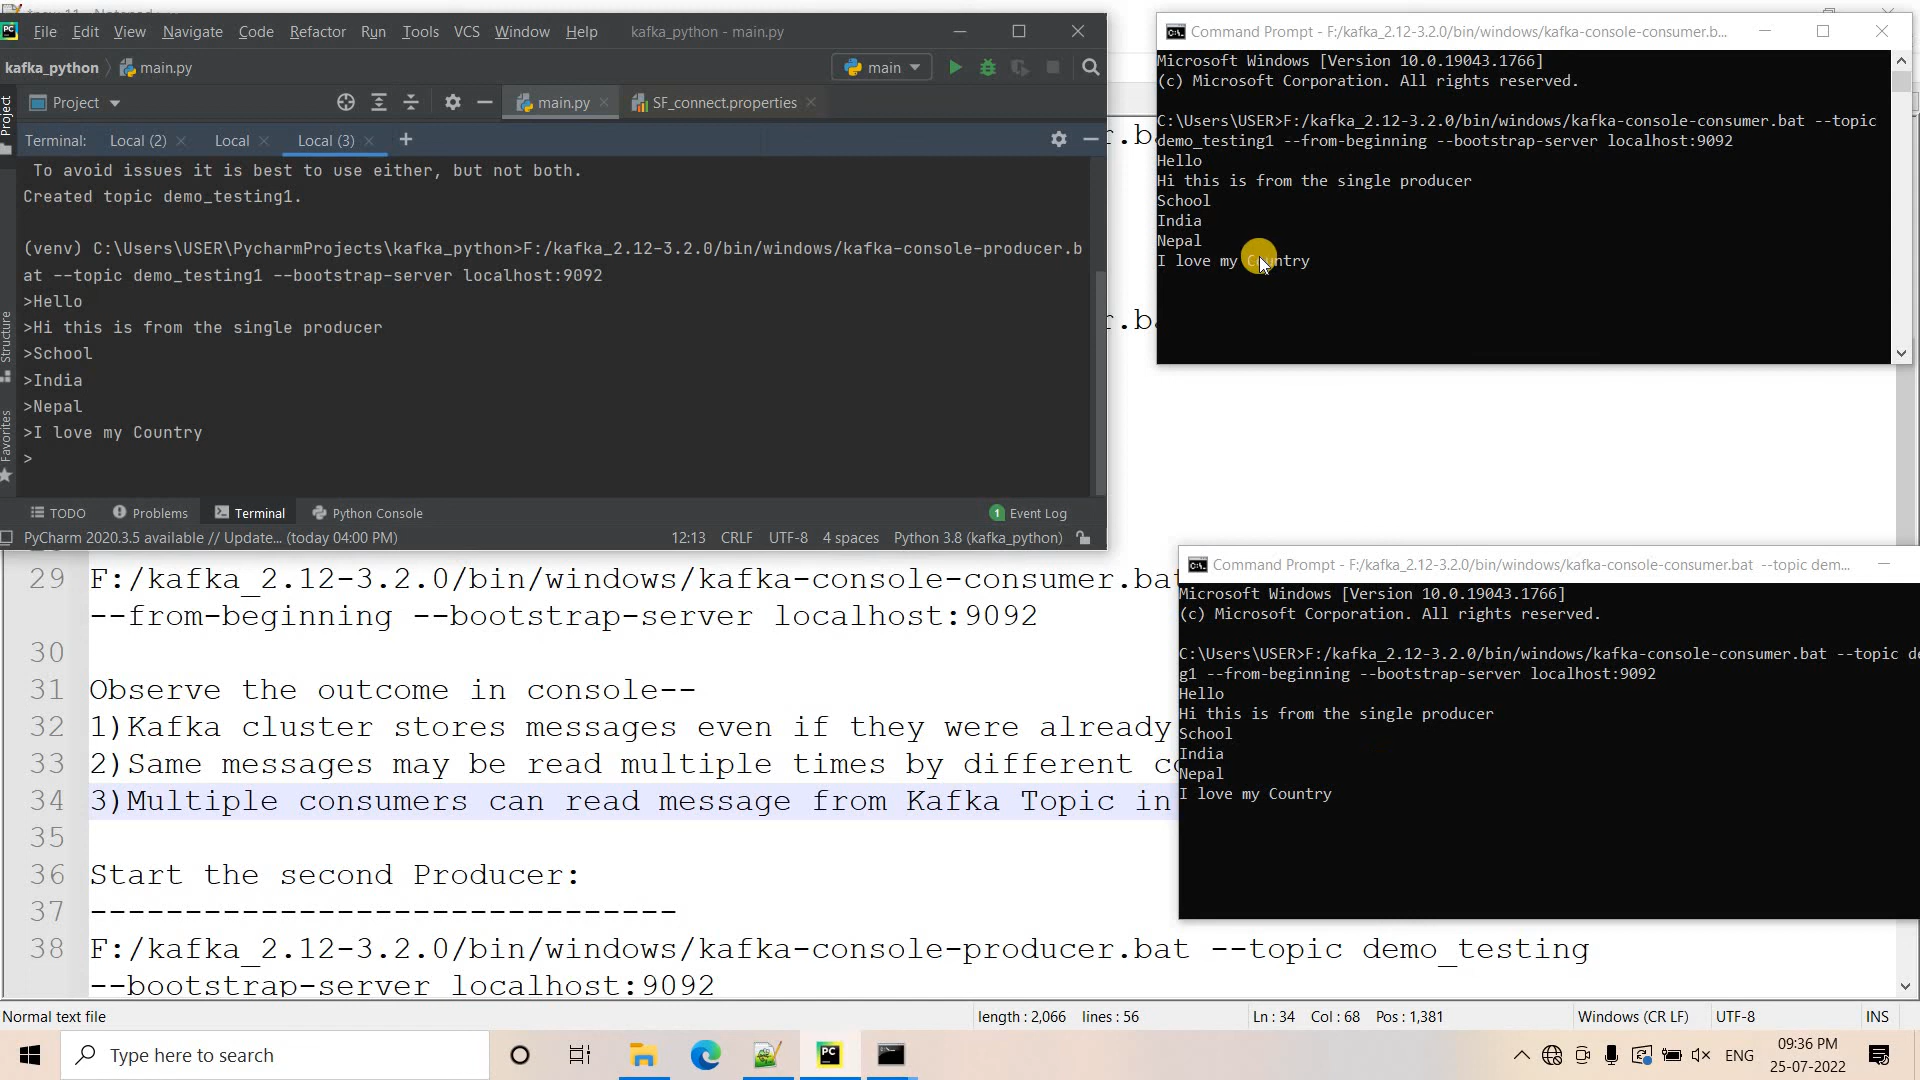 File Edit View Navigate Code Refactor Run Tools VCS Window Help kafka_python - main.py
kafka_python main.py main
Project main.py SF_connect.properties
Terminal: Local (2) Local Local (3)
To avoid issues it is best to use either, but not both.
Created topic demo_testing1.
(venv) C:\Users\USER\PycharmProjects\kafka_python>F:/kafka_2.12-3.2.0/bin/windows/kafka-console-producer.b
at --topic demo_testing1 --bootstrap-server localhost:9092
>Hello
>Hi this is from the single producer
>School
>India
>Nepal
>I love my Country
>
Project
Structure
Favorites
TODO Problems Terminal Python Console 1 Event Log
PyCharm 2020.3.5 available // Update... (today 04:00 PM) 12:13 CRLF UTF-8 4 spaces Python 3.8 (kafka_python)
Command Prompt - F:/kafka_2.12-3.2.0/bin/windows/kafka-console-consumer.b...
Microsoft Windows [Version 10.0.19043.1766]
(c) Microsoft Corporation. All rights reserved.
C:\Users\USER>F:/kafka_2.12-3.2.0/bin/windows/kafka-console-consumer.bat --topic
demo_testing1 --from-beginning --bootstrap-server localhost:9092
Hello
Hi this is from the single producer
School
India
Nepal
I love my Country
Command Prompt - F:/kafka_2.12-3.2.0/bin/windows/kafka-console-consumer.bat --topic dem...
Microsoft Windows [Version 10.0.19043.1766]
(c) Microsoft Corporation. All rights reserved.
C:\Users\USER>F:/kafka_2.12-3.2.0/bin/windows/kafka-console-consumer.bat --topic de
g1 --from-beginning --bootstrap-server localhost:9092
Hello
Hi this is from the single producer
School
India
Nepal
I love my Country
29 F:/kafka_2.12-3.2.0/bin/windows/kafka-console-consumer.bat
--from-beginning --bootstrap-server localhost:9092
30
31 Observe the outcome in console--
32 1)Kafka cluster stores messages even if they were already
33 2)Same messages may be read multiple times by different c
34 3)Multiple consumers can read message from Kafka Topic in
35
36 Start the second Producer:
37 -------------------------------
38 F:/kafka_2.12-3.2.0/bin/windows/kafka-console-producer.bat --topic demo_testing
--bootstrap-server localhost:9092
Normal text file length : 2,066 lines : 56 Ln : 34 Col : 68 Pos : 1,381 Windows (CR LF) UTF-8 INS
Type here to search ENG 09:36 PM
25-07-2022